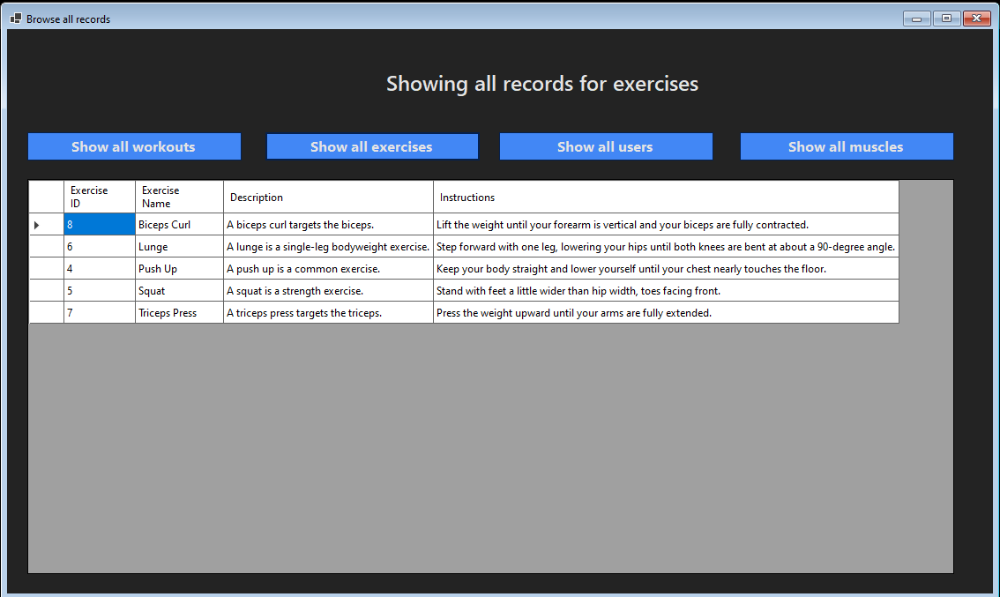 Browse all records
Showing all records for exercises
Show all workouts Show all exercises Show all users Show all muscles
Exercise ID Exercise Name Description Instructions
8 Biceps Curl A biceps curl targets the biceps. Lift the weight until your forearm is vertical and your biceps are fully contracted.
6 Lunge A lunge is a single-leg bodyweight exercise. Step forward with one leg, lowering your hips until both knees are bent at about a 90-degree angle.
4 Push Up A push up is a common exercise. Keep your body straight and lower yourself until your chest nearly touches the floor.
5 Squat A squat is a strength exercise. Stand with feet a little wider than hip width, toes facing front.
7 Triceps Press A triceps press targets the triceps. Press the weight upward until your arms are fully extended.